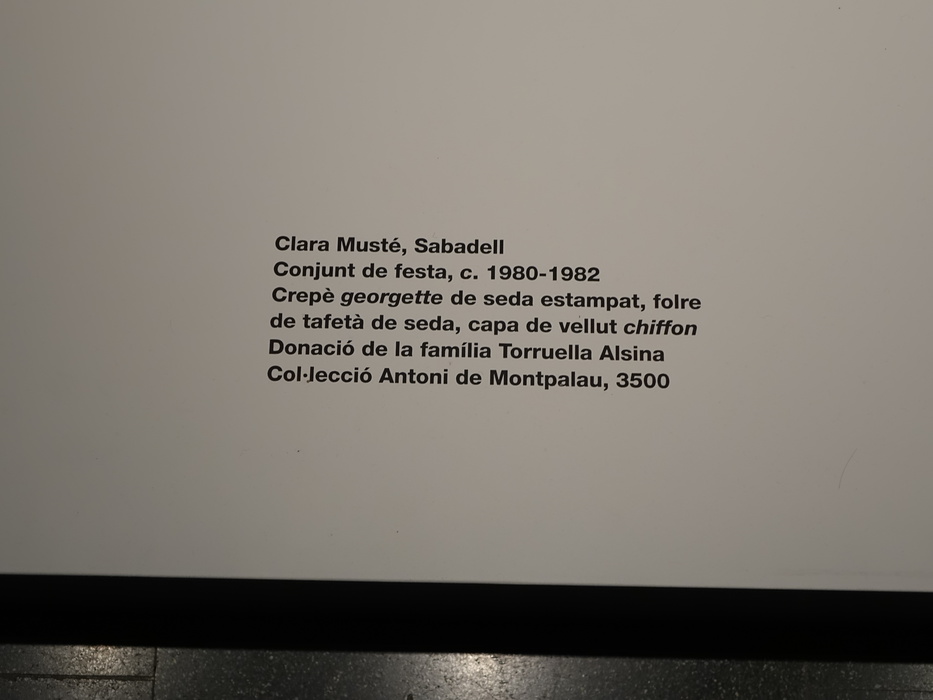 Clara Musté, Sabadell
Conjunt de festa, c. 1980-1982
Crepè georgette de seda estampat, folre
de tafetà de seda, capa de vellut chiffon
Donació de la família Torruella Alsina
Col·lecció Antoni de Montpalau, 3500